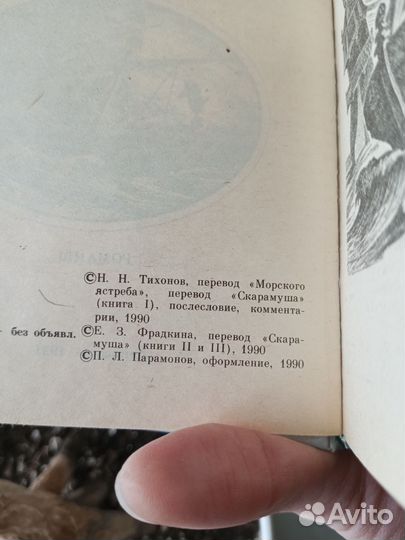 РОМАНЫ
©Н. Н. Тихонов, перевод «Морского
ястреба», перевод «Скарамуша»
(книга I), послесловие, коммента-
рии, 1990
без объявл. ©Е. З. Фрадкина, перевод «Скара-
муша» (книги II и III), 1990
©П. Л. Парамонов, оформление, 1990
Avito